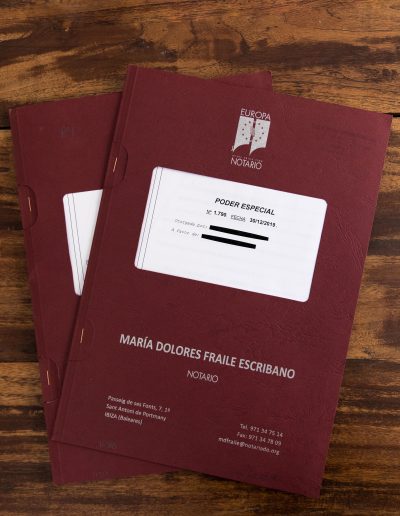 EUROPA
NOTARIO
PODER ESPECIAL
Nº 1.790 FECHA 30/12/2019
Otorgado por:
A favor de:
MARÍA DOLORES FRAILE ESCRIBANO
NOTARIO
Passeig de ses Fonts, 7, 1º
Sant Antoni de Portmany
IBIZA (Baleares)
Tel. 971 34 75 14
Fax: 971 34 78 09
mdfraile@notariado.org